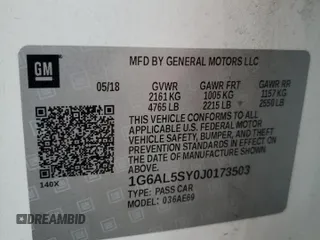 GM
MFD BY GENERAL MOTORS LLC
05/18 GVWR GAWR FRT GAWR RR
2161 KG 1005 KG 1157 KG
4765 LB 2215 LB 2550 LB
THIS VEHICLE CONFORMS TO ALL
APPLICABLE U.S. FEDERAL MOTOR
VEHICLE SAFETY, BUMPER, AND THEFT
PREVENTION STANDARDS IN EFFECT ON
THE DATE OF MANUFACTURE SHOWN ABOVE.
1G6AL5SY0J0173503
140X TYPE: PASS CAR
MODEL: 036AE69
DREAMBID